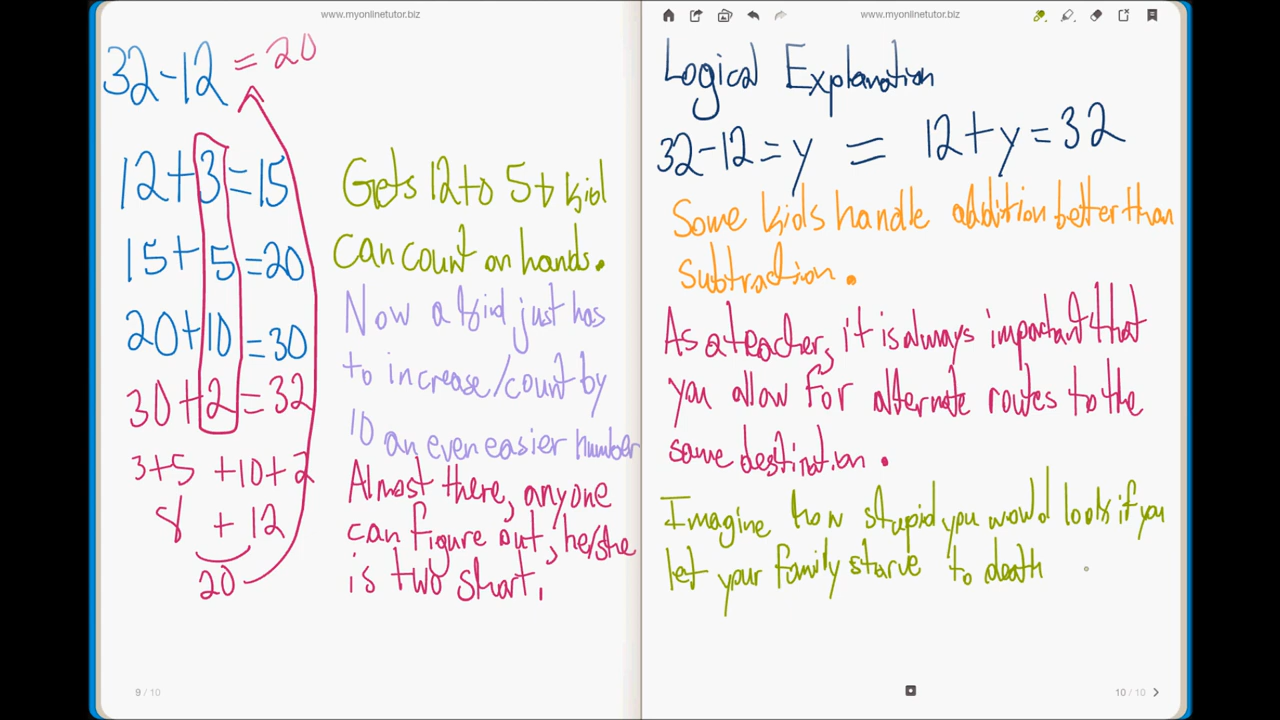 www.myonlinetutor.biz
32-12 = 20
12+3=15
15+5=20
20+10=30
30+2=32
3+5 +10+2
8 + 12
20
Gets 12 to 5 + kid
can count on hands.
Now a kid just has
to increase/count by
10 an even easier number
Almost there, anyone
can figure out, he/she
is two short.
9 / 10
www.myonlinetutor.biz
Logical Explanation
32-12=y = 12+y=32
Some kids handle addition better than
subtraction.
As a teacher, it is always important that
you allow for alternate routes to the
same destination.
Imagine how stupid you would look if you
let your family starve to death
10 / 10